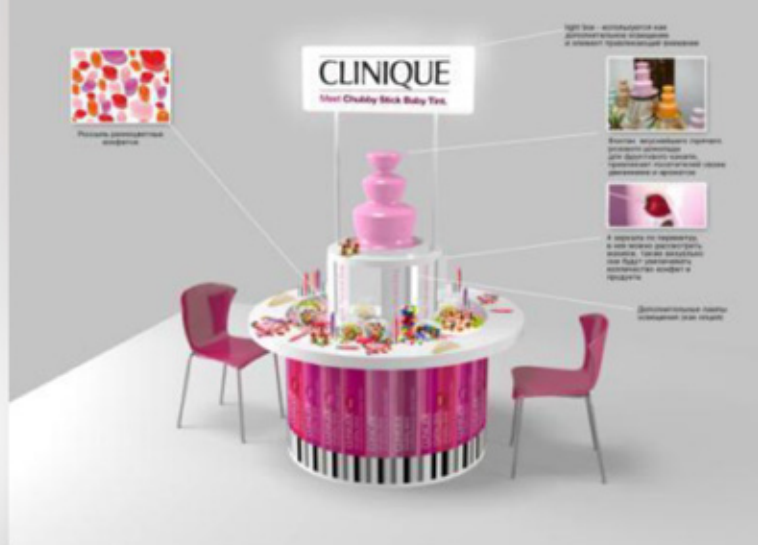 light box - используется как
дополнительное освещение
и элемент привлекающий внимание
CLINIQUE
Meet Chubby Stick Baby Tint.
Россыпь разноцветных
конфеток
Фонтан вкуснейшего горячего
розового шоколада
для фруктового канапе,
привлекает посетителей своим
движением и ароматом
4 зеркала по периметру,
в них можно рассмотреть
макияж, также визуально
они будут увеличивать
количество конфет и
продукта
Дополнительные лампы
освещения (как опция)